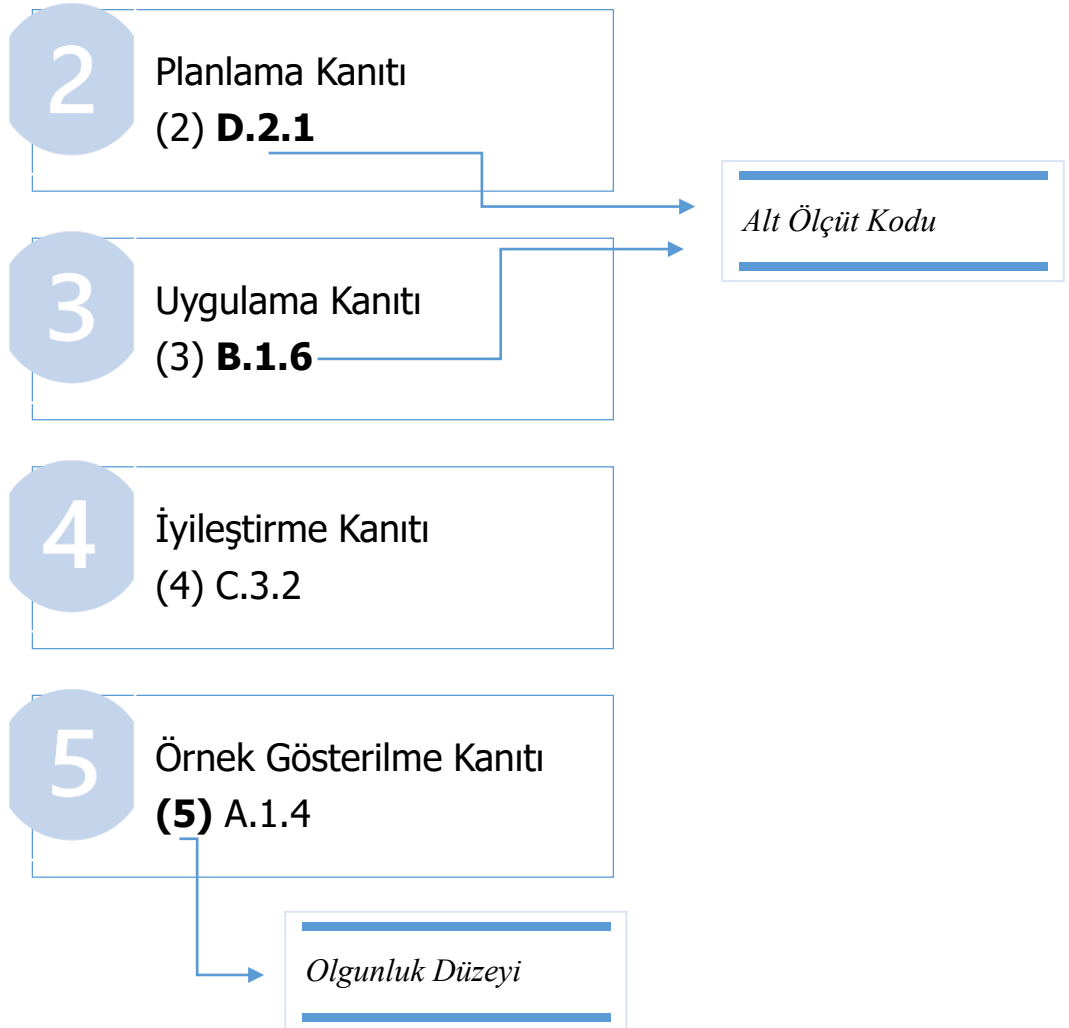 2
Planlama Kanıtı
(2) D.2.1
Alt Ölçüt Kodu
3
Uygulama Kanıtı
(3) B.1.6
4
İyileştirme Kanıtı
(4) C.3.2
5
Örnek Gösterilme Kanıtı
(5) A.1.4
Olgunluk Düzeyi